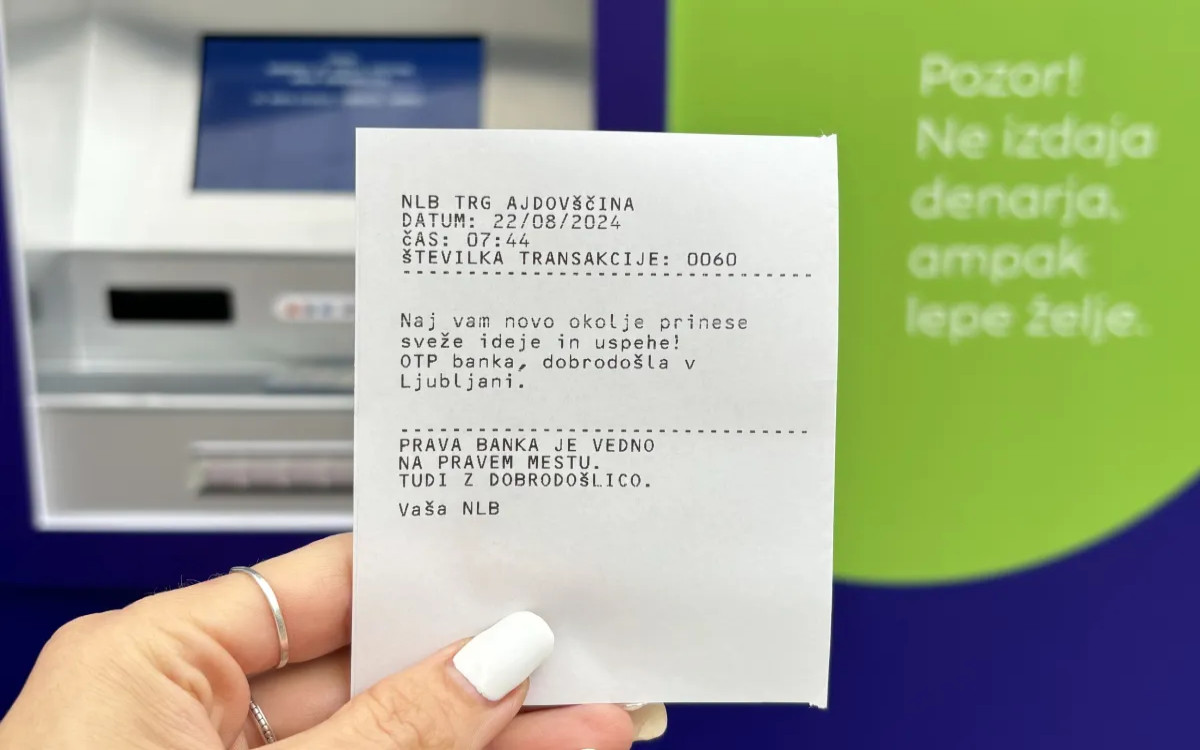 NLB TRG AJDOVŠČINA
DATUM: 22/08/2024
ČAS: 07:44
ŠTEVILKA TRANSAKCIJE: 0060
Naj vam novo okolje prinese
sveže ideje in uspehe!
OTP banka, dobrodošla v
Ljubljani.
PRAVA BANKA JE VEDNO
NA PRAVEM MESTU.
TUDI Z DOBRODOŠLICO.
Vaša NLB
Pozor!
Ne izdaja
denarja,
ampak
lepe želje.